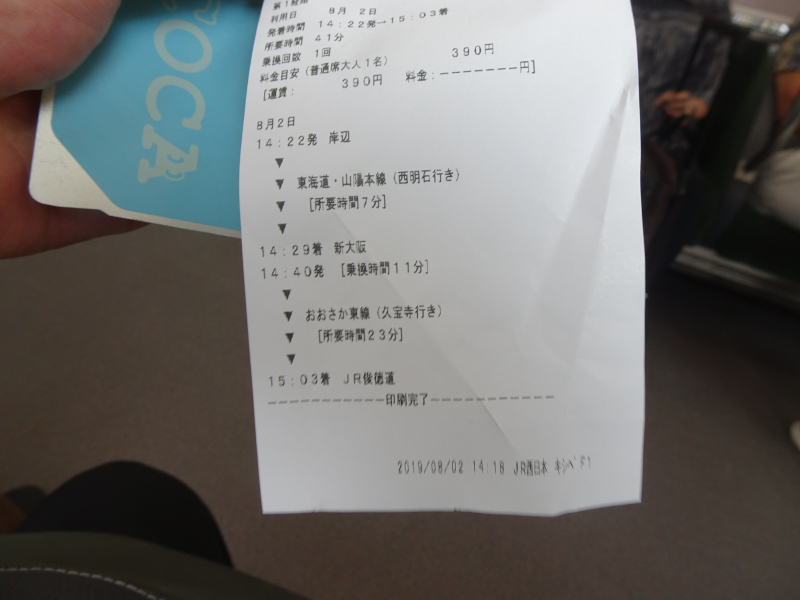 第1経路
利用日 8月 2日
発着時間 14:22発→15:03着
所要時間 41分
乗換回数 1回
料金目安(普通席大人1名) 390円
[運賃: 390円 料金:-------円]
8月2日
14:22発 岸辺
▼
▼ 東海道・山陽本線(西明石行き)
▼ [所要時間7分]
▼
14:29着 新大阪
14:40発 [乗換時間11分]
▼
▼ おおさか東線(久宝寺行き)
▼ [所要時間23分]
▼
15:03着 JR俊徳道
------------印刷完了------------
2019/08/02 14:18 JR西日本 キシベF1
OCA